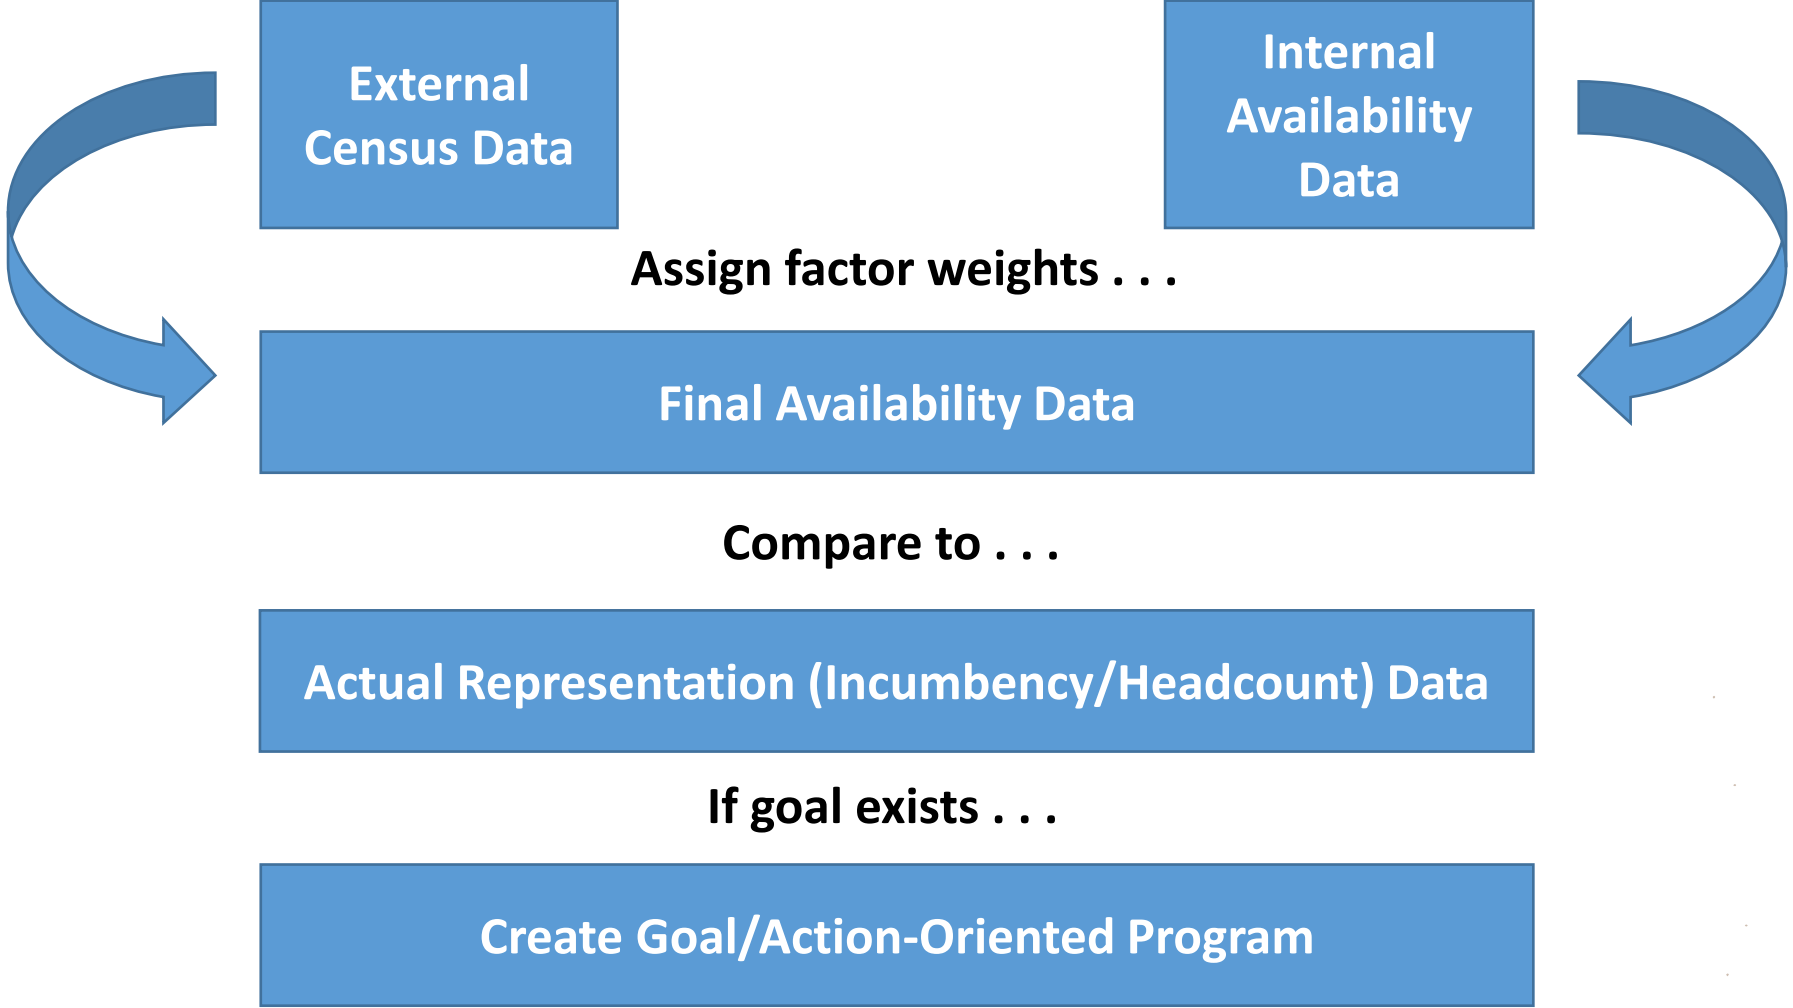 External
Census Data
Internal
Availability
Data
Assign factor weights . . .
Final Availability Data
Compare to . . .
Actual Representation (Incumbency/Headcount) Data
If goal exists . . .
Create Goal/Action-Oriented Program